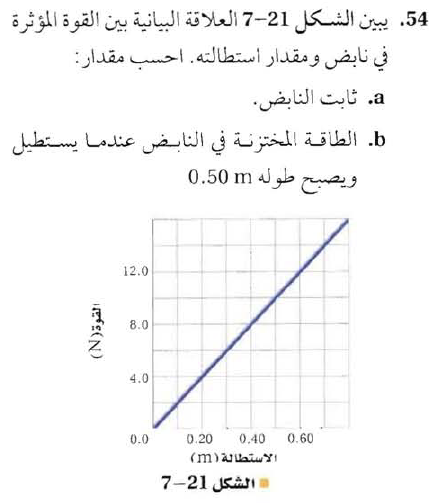 54. يبين الشكل 21–7 العلاقة البيانية بين القوة المؤثرة
في نابض ومقدار استطالته. احسب مقدار:
a. ثابت النابض.
b. الطاقة المختزنة في النابض عندما يستطيل
ويصبح طوله 0.50 m
12.0
8.0
4.0
القوة (N)
0.0 0.20 0.40 0.60
الاستطالة (m)
الشكل 21–7